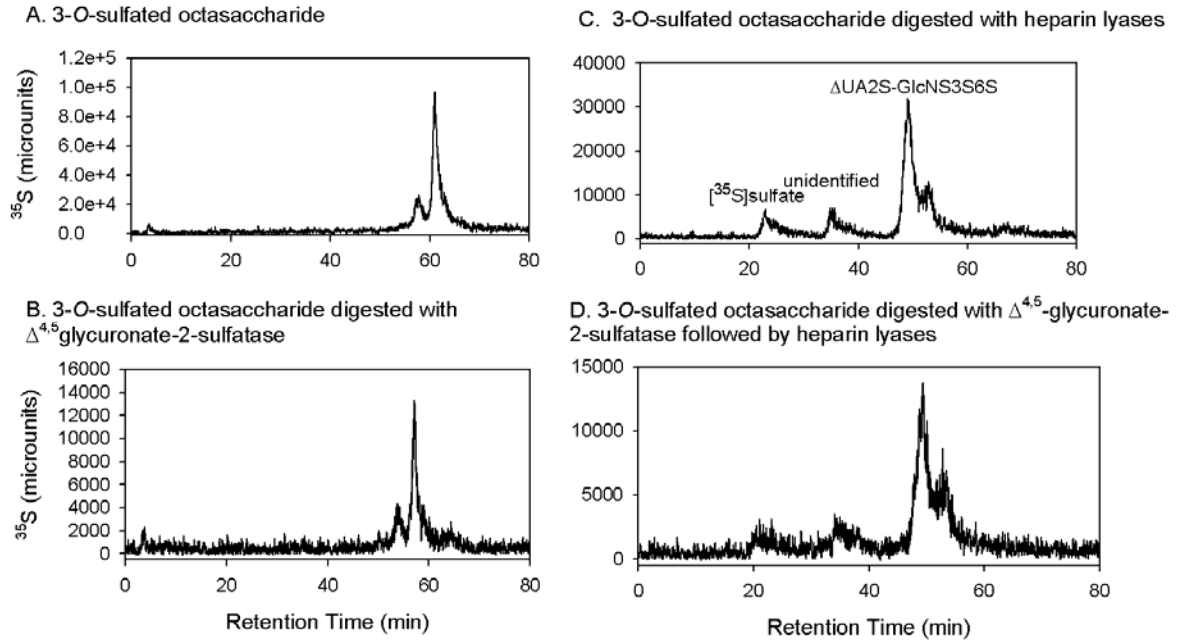 A. 3-O-sulfated octasaccharide
1.2e+5
1.0e+5
8.0e+4
6.0e+4
4.0e+4
2.0e+4
0.0
³⁵S (microunits)
0 20 40 60 80
B. 3-O-sulfated octasaccharide digested with
Δ⁴,⁵glycuronate-2-sulfatase
16000
14000
12000
10000
8000
6000
4000
2000
0
³⁵S (microunits)
0 20 40 60 80
Retention Time (min)
C. 3-O-sulfated octasaccharide digested with heparin lyases
40000
30000
20000
10000
0
ΔUA2S-GlcNS3S6S
unidentified
[³⁵S]sulfate
0 20 40 60 80
D. 3-O-sulfated octasaccharide digested with Δ⁴,⁵-glycuronate-
2-sulfatase followed by heparin lyases
15000
10000
5000
0
0 20 40 60 80
Retention Time (min)